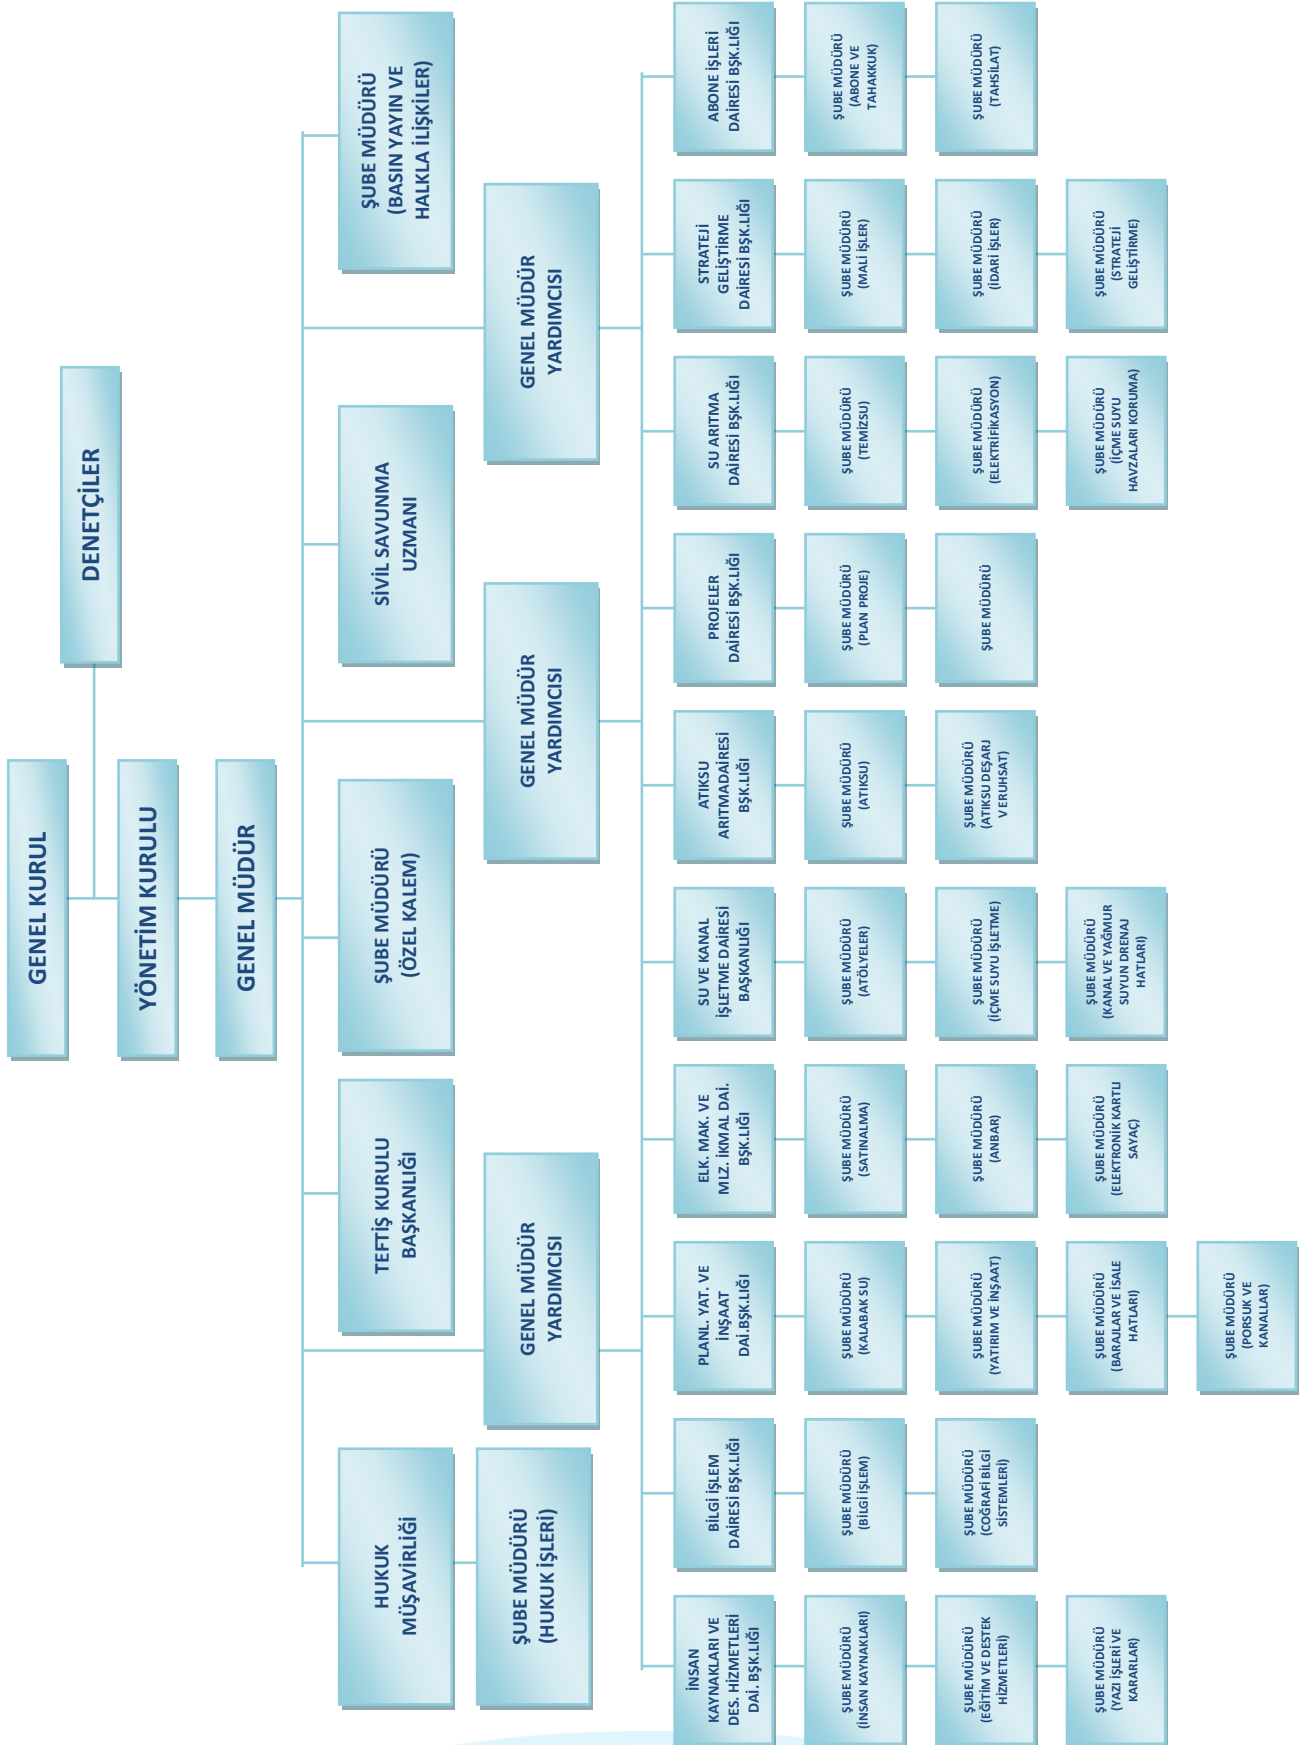 GENEL KURUL
DENETÇİLER
YÖNETİM KURULU
GENEL MÜDÜR
HUKUK
MÜŞAVİRLİĞİ
TEFTİŞ KURULU
BAŞKANLIĞI
ŞUBE MÜDÜRÜ
(ÖZEL KALEM)
SİVİL SAVUNMA
UZMANI
ŞUBE MÜDÜRÜ
(BASIN YAYIN VE
HALKLA İLİŞKİLER)
ŞUBE MÜDÜRÜ
(HUKUK İŞLERİ)
GENEL MÜDÜR
YARDIMCISI
GENEL MÜDÜR
YARDIMCISI
GENEL MÜDÜR
YARDIMCISI
İNSAN
KAYNAKLARI VE
DES. HİZMETLERİ
DAİ. BŞK.LIĞI
ŞUBE MÜDÜRÜ
(İNSAN KAYNAKLARI)
ŞUBE MÜDÜRÜ
(EĞİTİM VE DESTEK
HİZMETLERİ)
ŞUBE MÜDÜRÜ
(YAZI İŞLERİ VE
KARARLAR)
BİLGİ İŞLEM
DAİRESİ BŞK.LIĞI
ŞUBE MÜDÜRÜ
(BİLGİ İŞLEM)
ŞUBE MÜDÜRÜ
(COĞRAFİ BİLGİ
SİSTEMLERİ)
PLANL. YAT. VE
İNŞAAT
DAİ.BŞK.LIĞI
ŞUBE MÜDÜRÜ
(KALABAK SU)
ŞUBE MÜDÜRÜ
(YATIRIM VE İNŞAAT)
ŞUBE MÜDÜRÜ
(BARAJLAR VE İSALE
HATLARI)
ŞUBE MÜDÜRÜ
(PORSUK VE
KANALLAR)
ELK. MAK. VE
MLZ. İKMAL DAİ.
BŞK.LIĞI
ŞUBE MÜDÜRÜ
(SATINALMA)
ŞUBE MÜDÜRÜ
(ANBAR)
ŞUBE MÜDÜRÜ
(ELEKTRONİK KARTLI
SAYAÇ)
SU VE KANAL
İŞLETME DAİRESİ
BAŞKANLIĞI
ŞUBE MÜDÜRÜ
(ATÖLYELER)
ŞUBE MÜDÜRÜ
(İÇME SUYU İŞLETME)
ŞUBE MÜDÜRÜ
(KANAL VE YAĞMUR
SUYUN DRENAJ
HATLARI)
ATIKSU
ARITMADAİRESİ
BŞK.LIĞI
ŞUBE MÜDÜRÜ
(ATIKSU)
ŞUBE MÜDÜRÜ
(ATIKSU DEŞARJ
V ERUHSAT)
PROJELER
DAİRESİ BŞK.LIĞI
ŞUBE MÜDÜRÜ
(PLAN PROJE)
ŞUBE MÜDÜRÜ
SU ARITMA
DAİRESİ BŞK.LIĞI
ŞUBE MÜDÜRÜ
(TEMİZSU)
ŞUBE MÜDÜRÜ
(ELEKTRİFİKASYON)
ŞUBE MÜDÜRÜ
(İÇME SUYU
HAVZALARI KORUMA)
STRATEJİ
GELİŞTİRME
DAİRESİ BŞK.LIĞI
ŞUBE MÜDÜRÜ
(MALİ İŞLER)
ŞUBE MÜDÜRÜ
(İDARİ İŞLER)
ŞUBE MÜDÜRÜ
(STRATEJİ
GELİŞTİRME)
ABONE İŞLERİ
DAİRESİ BŞK.LIĞI
ŞUBE MÜDÜRÜ
(ABONE VE
TAHAKKUK)
ŞUBE MÜDÜRÜ
(TAHSİLAT)